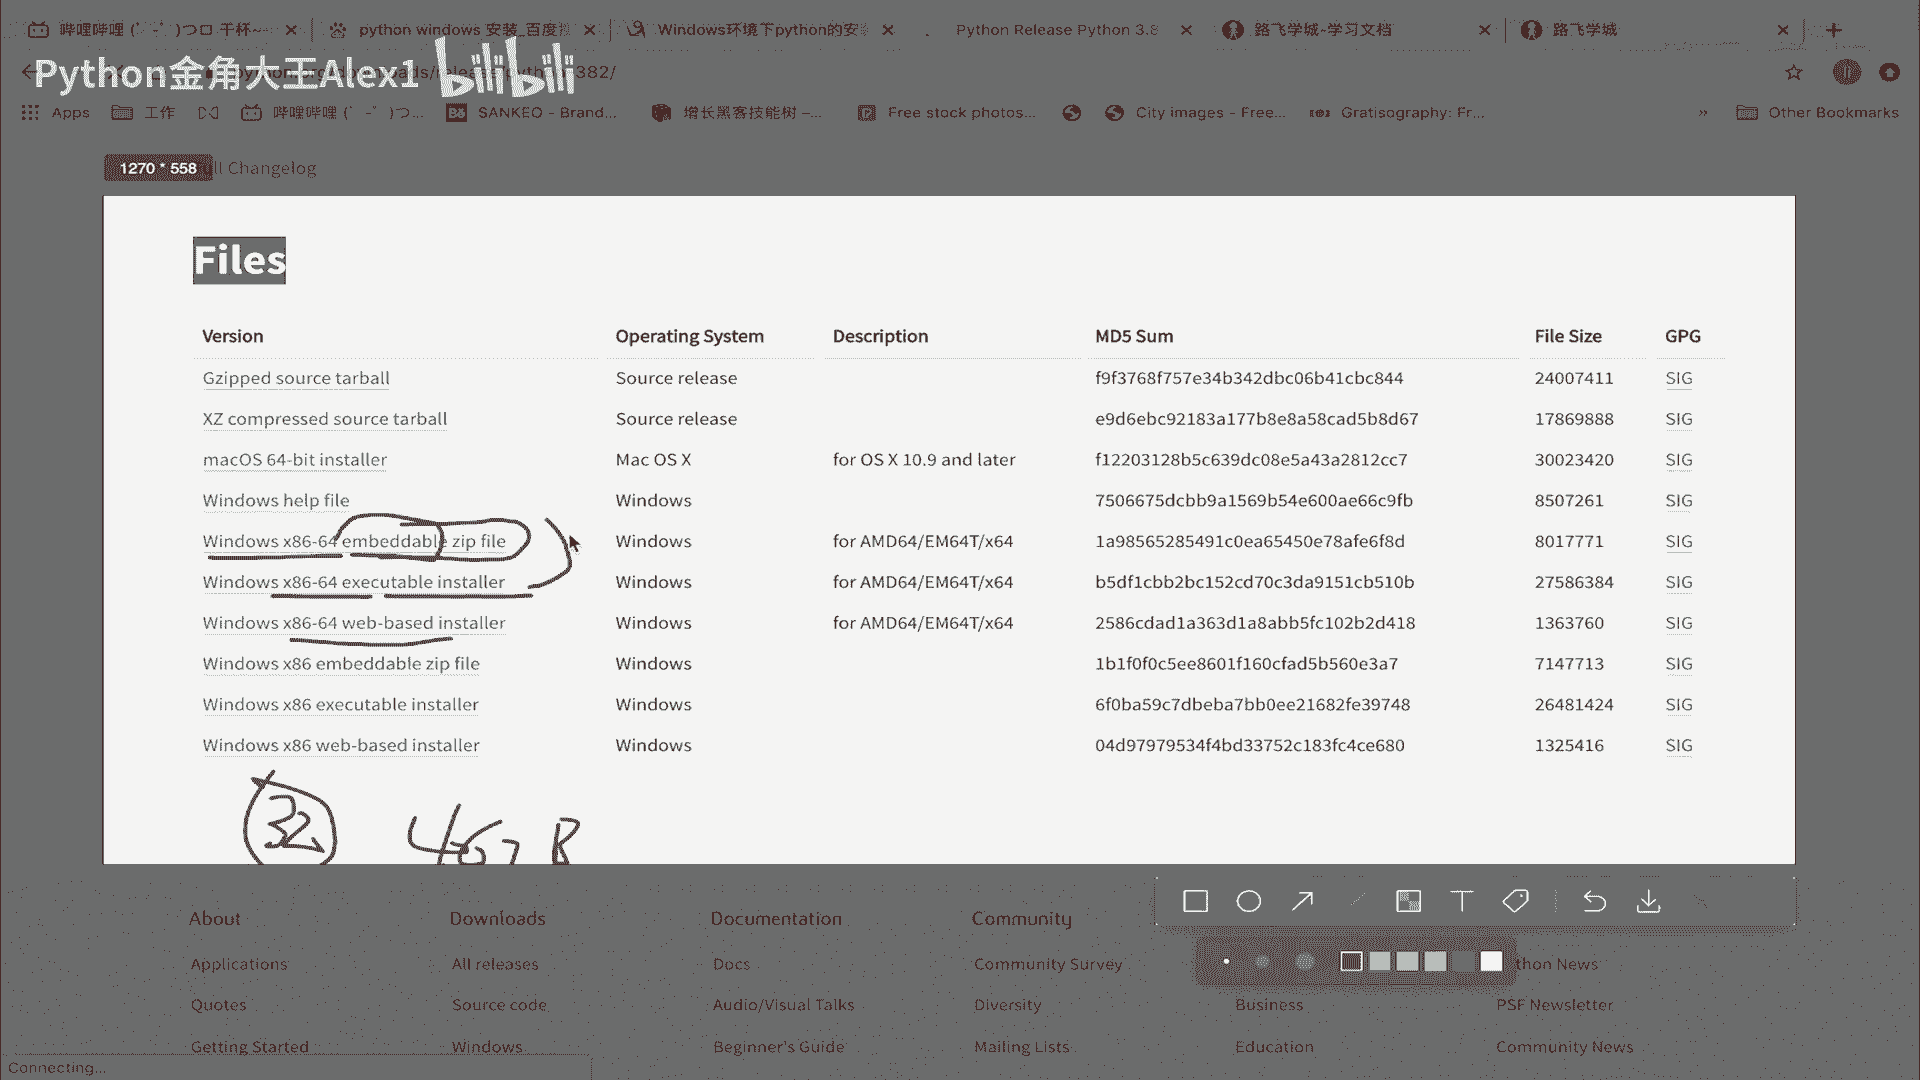 哔哩哔哩 (゜-゜)つロ 干杯~
python windows 安装_百度
Windows环境下python的安
Python Release Python 3.8
路飞学城-学习文档
路飞学城
Python金角大王Alex1 bilibili
382/
Apps
工作
哔哩哔哩 (゜-゜)つ...
SANKEO - Brand...
增长黑客技能树 –...
Free stock photos...
City images - Free...
Gratisography: Fr...
»
Other Bookmarks
1270 * 558
ull Changelog
Files
Version Operating System Description MD5 Sum File Size GPG
Gzipped source tarball Source release f9f3768f757e34b342dbc06b41cbc844 24007411 SIG
XZ compressed source tarball Source release e9d6ebc92183a177b8e8a58cad5b8d67 17869888 SIG
macOS 64-bit installer Mac OS X for OS X 10.9 and later f12203128b5c639dc08e5a43a2812cc7 30023420 SIG
Windows help file Windows 7506675dcbb9a1569b54e600ae66c9fb 8507261 SIG
Windows x86-64 embeddable zip file Windows for AMD64/EM64T/x64 1a98565285491c0ea65450e78afe6f8d 8017771 SIG
Windows x86-64 executable installer Windows for AMD64/EM64T/x64 b5df1cbb2bc152cd70c3da9151cb510b 27586384 SIG
Windows x86-64 web-based installer Windows for AMD64/EM64T/x64 2586cdad1a363d1a8abb5fc102b2d418 1363760 SIG
Windows x86 embeddable zip file Windows 1b1f0f0c5ee8601f160cfad5b560e3a7 7147713 SIG
Windows x86 executable installer Windows 6f0ba59c7dbeba7bb0ee21682fe39748 26481424 SIG
Windows x86 web-based installer Windows 04d97979534f4bd33752c183fc4ce680 1325416 SIG
32
About Downloads Documentation Community
Applications All releases Docs Community Survey thon News
Quotes Source code Audio/Visual Talks Diversity Business PSF Newsletter
Getting Started Windows Beginner's Guide Mailing Lists Education Community News
Connecting...